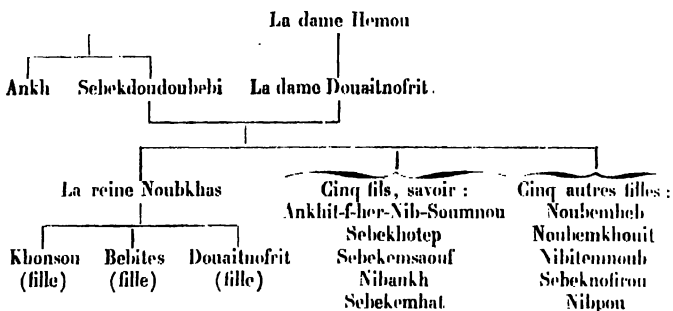 La dame Hemou
Ankh Sebekdoudoubebi La dame Douaitnofrit.
La reine Noubkhas Cinq fils, savoir : Cinq autres filles :
Ankhit-f-her-Nib-Soumnou Noubemheb
Sebekhotep Noubemkhouit
Khonsou Bebites Douaitnofrit Sebekemsaouf Nibitemnoub
(fille) (fille) (fille) Nibankh Sebeknofirou
Sebekemhat. Nibpou